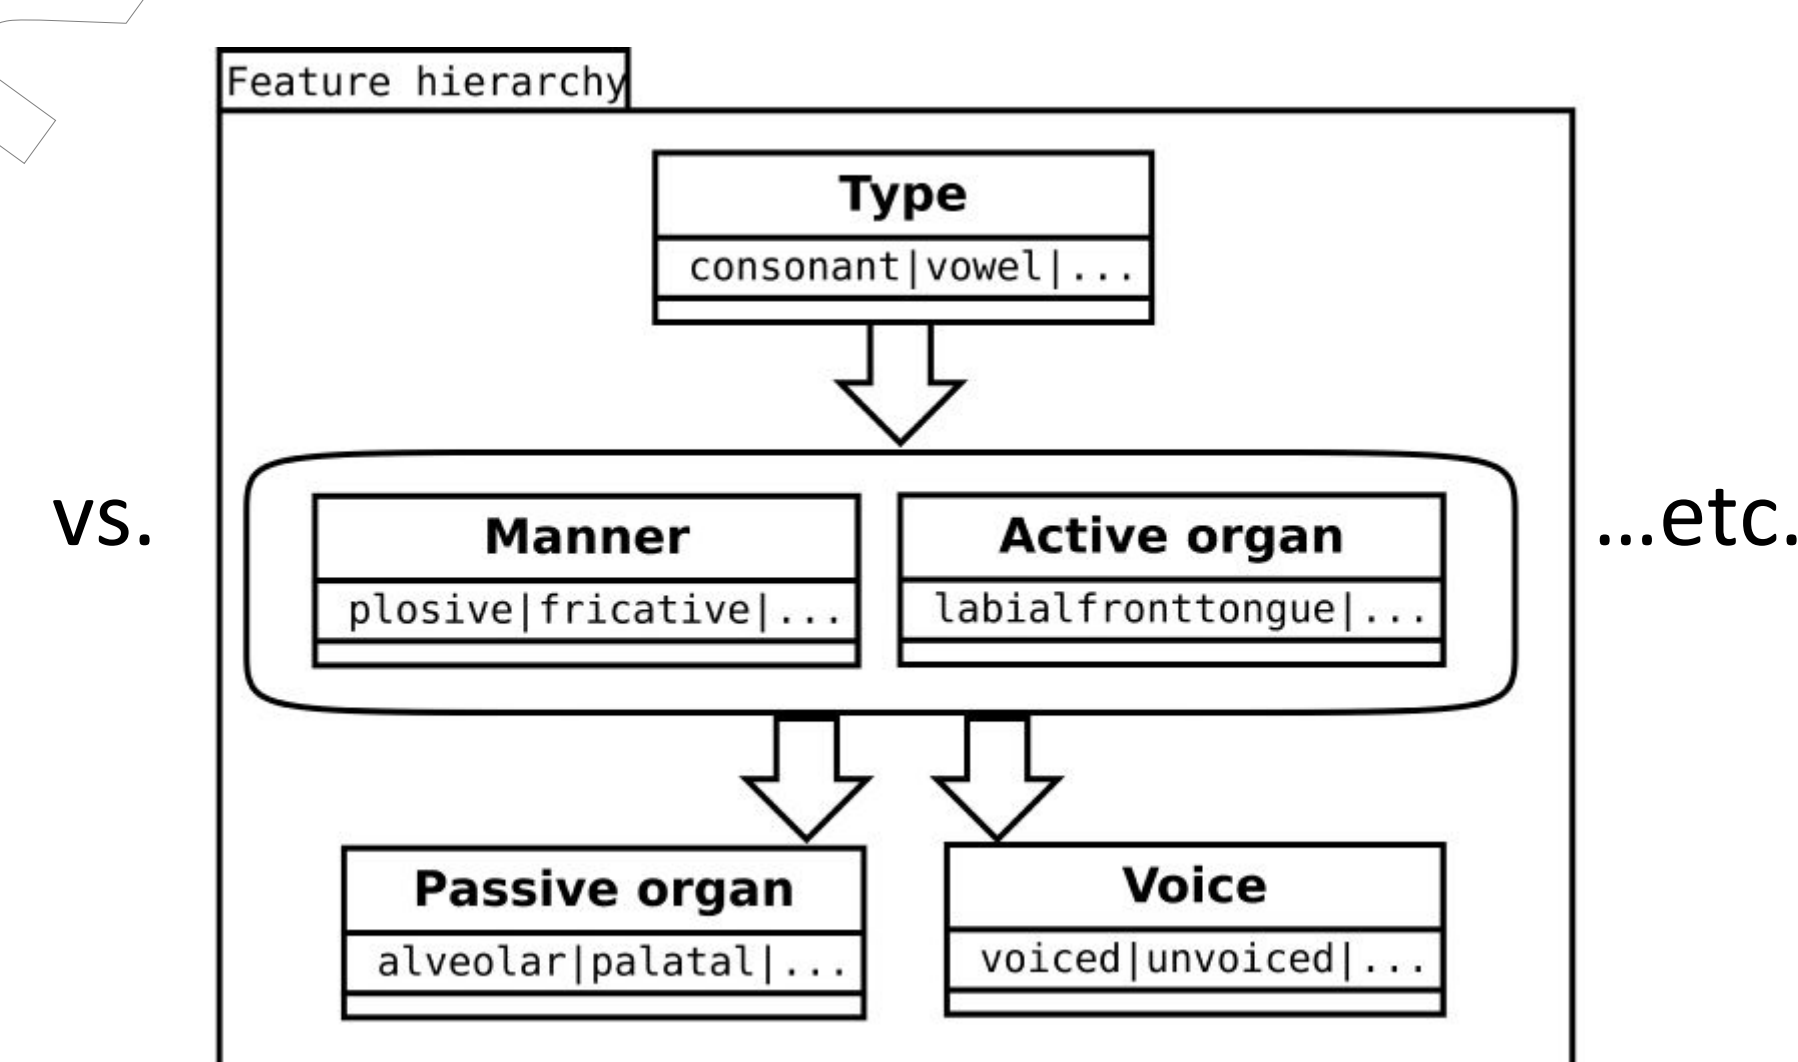 Feature hierarchy
Type
consonant|vowel|...
vs.
...etc.
Manner
plosive|fricative|...
Active organ
labialfronttongue|...
Passive organ
alveolar|palatal|...
Voice
voiced|unvoiced|...